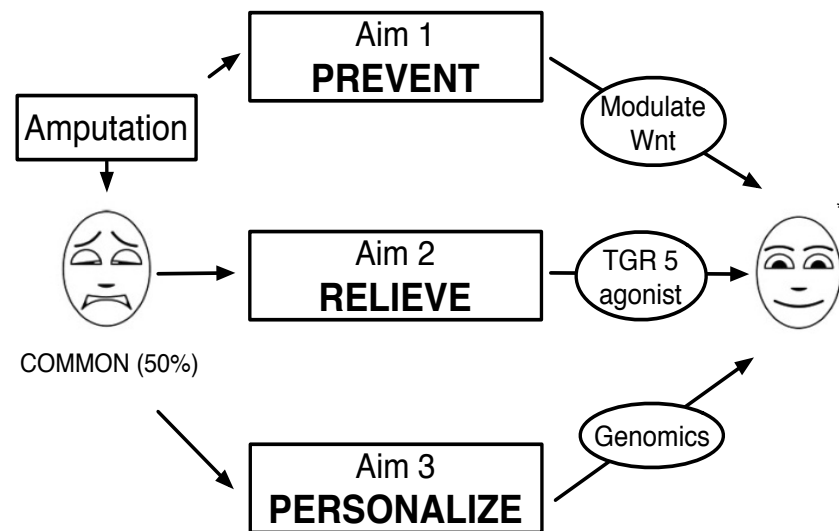 Aim 1
PREVENT
Amputation
Modulate
Wnt
Aim 2
RELIEVE
TGR 5
agonist
COMMON (50%)
Aim 3
PERSONALIZE
Genomics